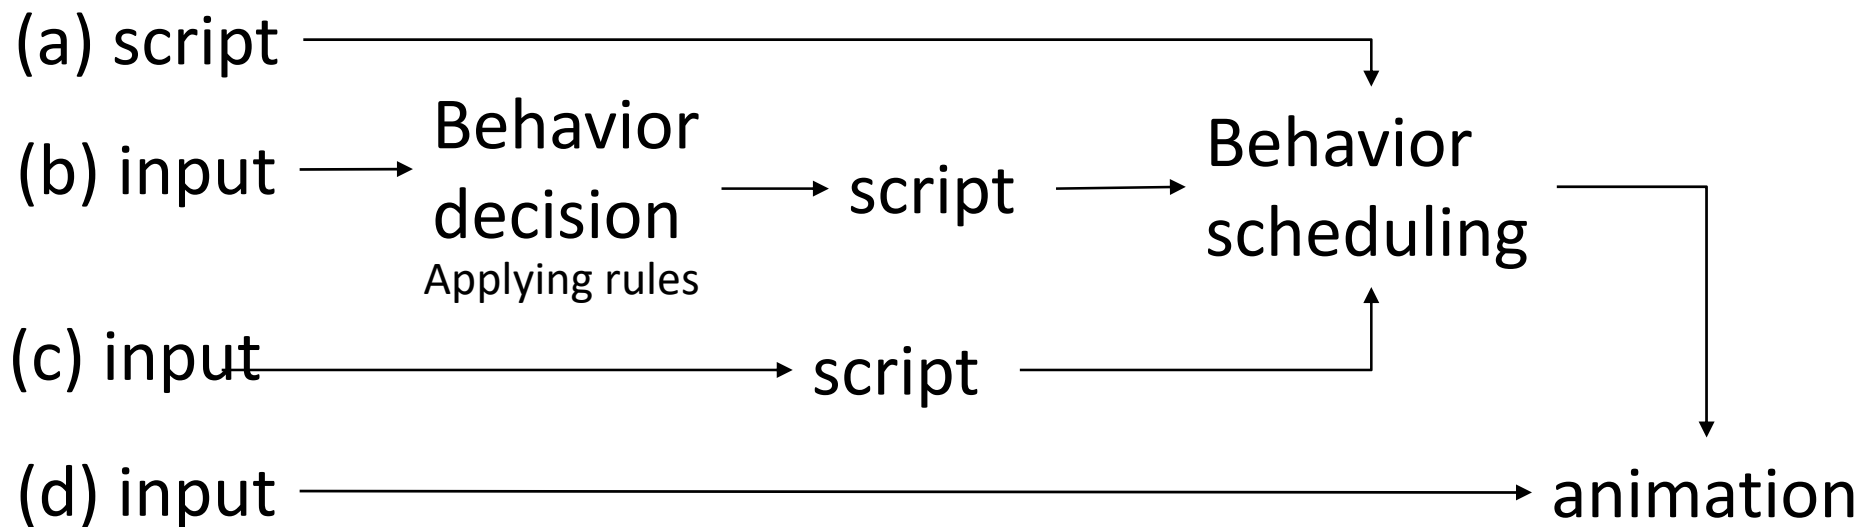 (a) script
(b) input
Behavior
decision
Applying rules
script
Behavior
scheduling
(c) input
script
(d) input
animation